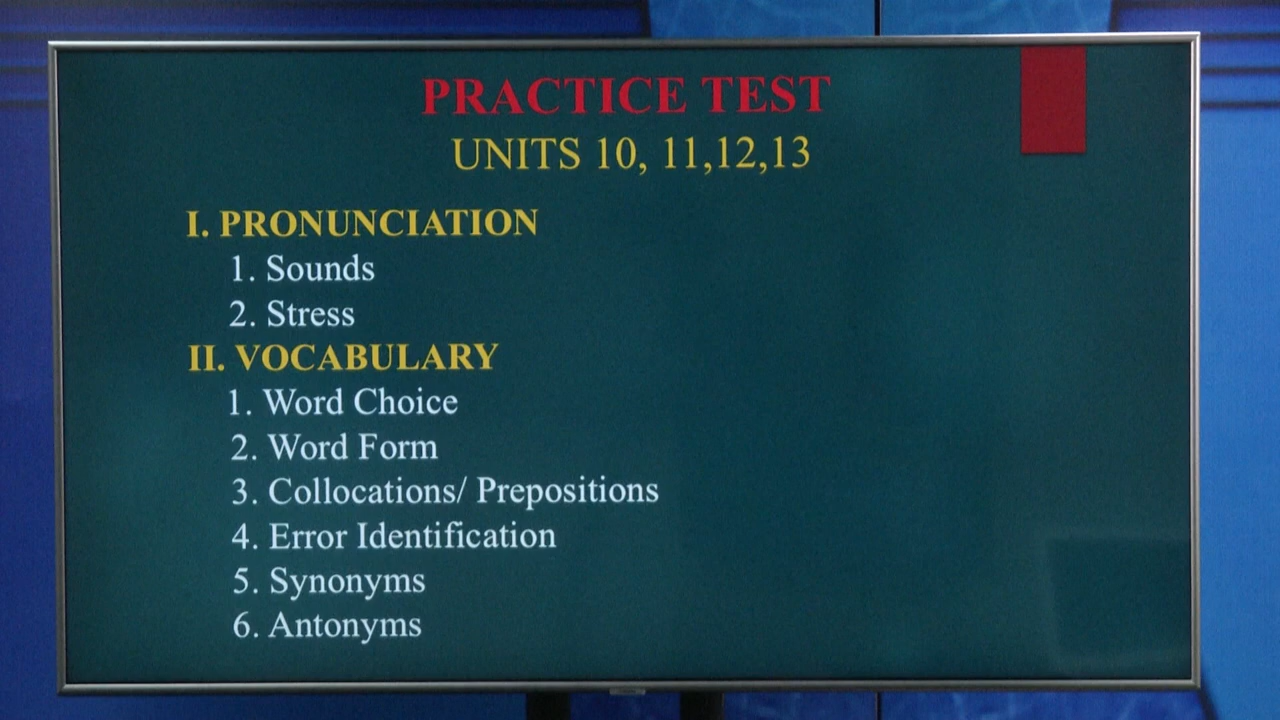 PRACTICE TEST
UNITS 10, 11,12,13
I. PRONUNCIATION
1. Sounds
2. Stress
II. VOCABULARY
1. Word Choice
2. Word Form
3. Collocations/ Prepositions
4. Error Identification
5. Synonyms
6. Antonyms